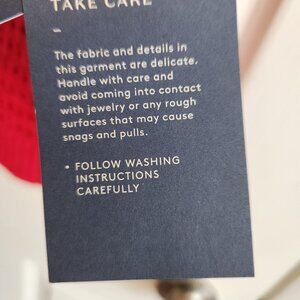 TAKE CARE
–
The fabric and details in
this garment are delicate.
Handle with care and
avoid coming into contact
with jewelry or any rough
surfaces that may cause
snags and pulls.
• FOLLOW WASHING
INSTRUCTIONS
CAREFULLY